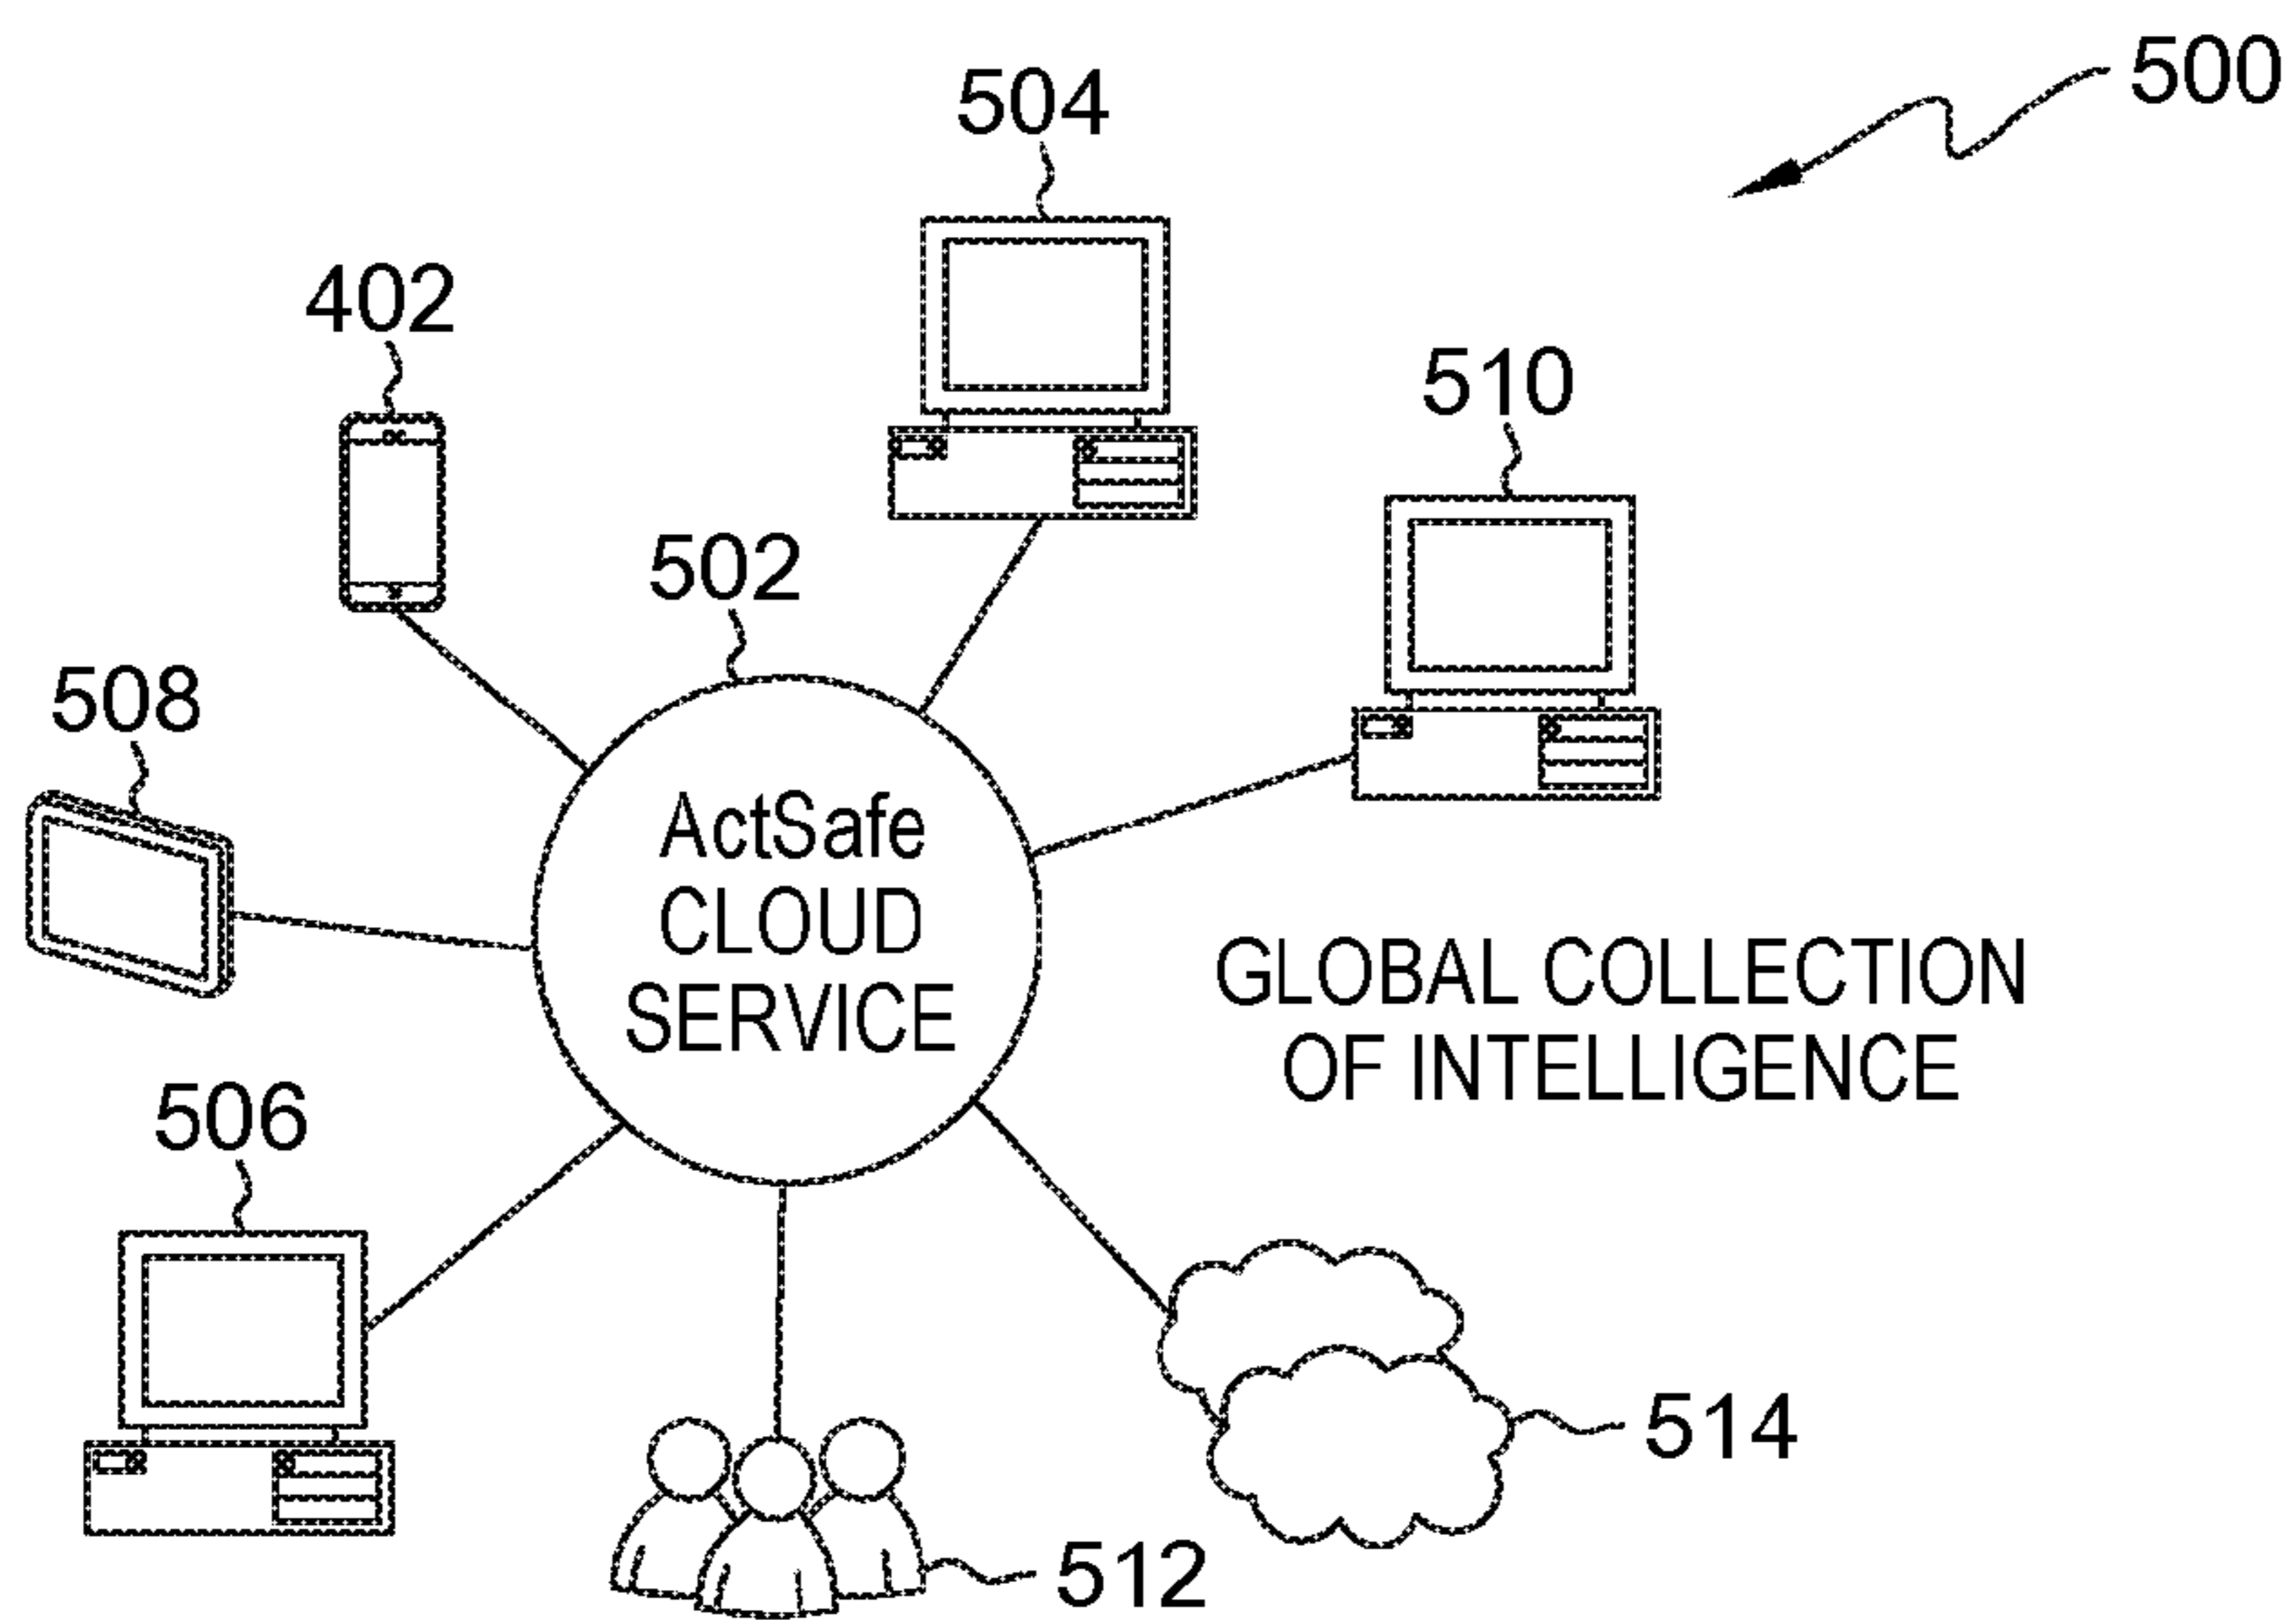 500
504
402
510
502
508
ActSafe
CLOUD
SERVICE
GLOBAL COLLECTION
OF INTELLIGENCE
506
514
512